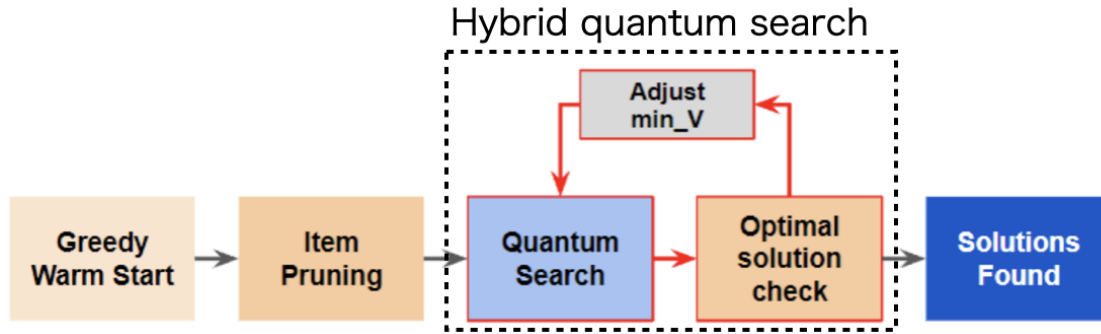 Hybrid quantum search
Adjust
min_V
Greedy
Warm Start
Item
Pruning
Quantum
Search
Optimal
solution
check
Solutions
Found